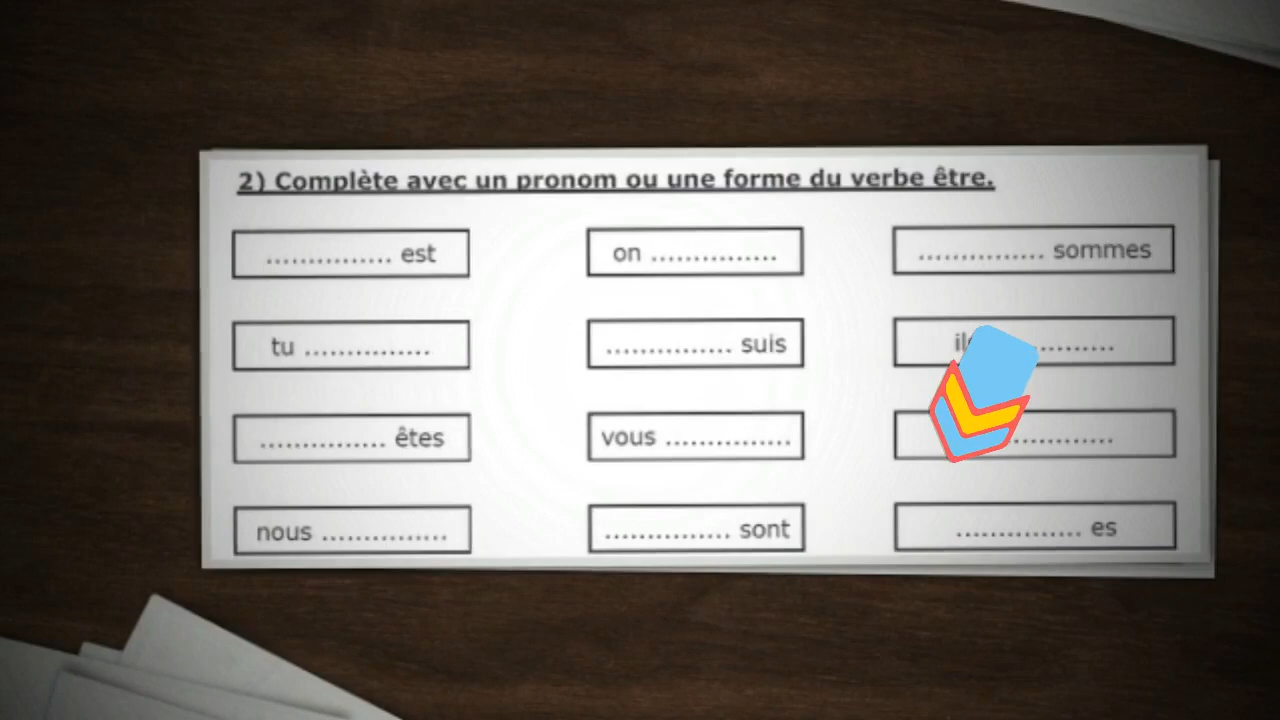 2) Complète avec un pronom ou une forme du verbe être.
............... est on ............... ............... sommes
tu ............... ............... suis ...............
............... êtes vous ............... ...............
nous ............... ............... sont ............... es